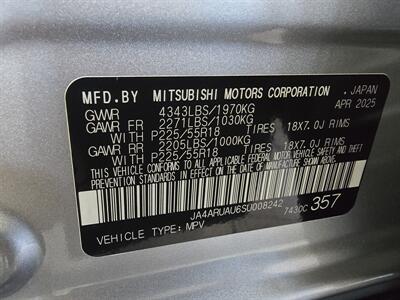 MFD.BY MITSUBISHI MOTORS CORPORATION , JAPAN
GVWR 4343LBS/1970KG APR 2025
GAWR FR 2271LBS/1030KG
WITH P225/55R18 TIRES 18X7.0J RIMS
GAWR RR 2205LBS/1000KG
WITH P225/55R18 TIRES 18X7.0J RIMS
THIS VEHICLE CONFORMS TO ALL APPLICABLE
FEDERAL MOTOR VEHICLE SAFETY AND THEFT
PREVENTION STANDARDS IN EFFECT ON THE DATE
OF MANUFACTURE SHOWN ABOVE.
JA4ARUAU6SU008242 743CC 357
VEHICLE TYPE:MPV